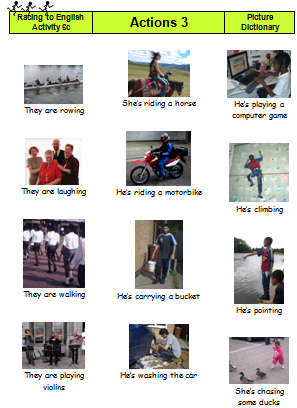 Racing to English
Activity 6c
Actions 3
Picture
Dictionary
They are rowing
She's riding a horse
He's playing a
computer game
They are laughing
He's riding a motorbike
He's climbing
They are walking
He's carrying a bucket
He's pointing
They are playing
violins
He's washing the car
She's chasing
some ducks